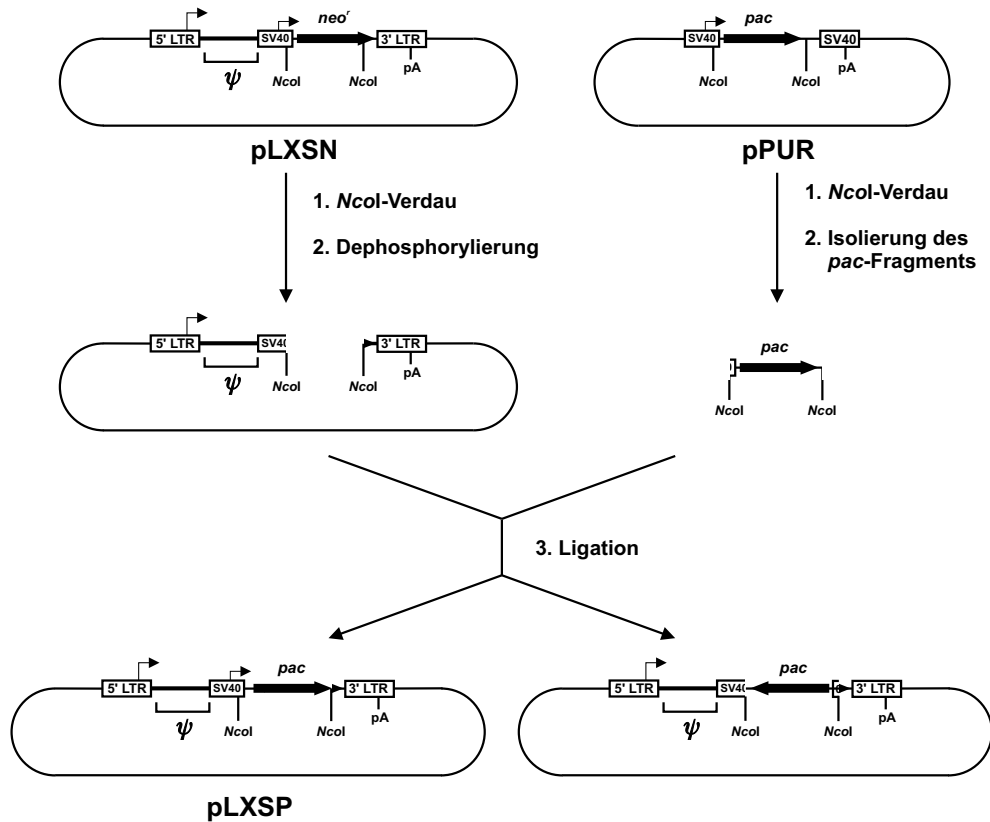 neoʳ
pac
5' LTR
SV40
3' LTR
SV40
SV40
ψ
NcoI
NcoI
pA
NcoI
NcoI
pA
pLXSN
pPUR
1. NcoI-Verdau
2. Dephosphorylierung
1. NcoI-Verdau
2. Isolierung des
pac-Fragments
5' LTR
SV40
3' LTR
ψ
NcoI
NcoI
pA
pac
NcoI
NcoI
3. Ligation
pac
5' LTR
SV40
3' LTR
ψ
NcoI
NcoI
pA
pLXSP
pac
5' LTR
SV40
3' LTR
ψ
NcoI
NcoI
pA